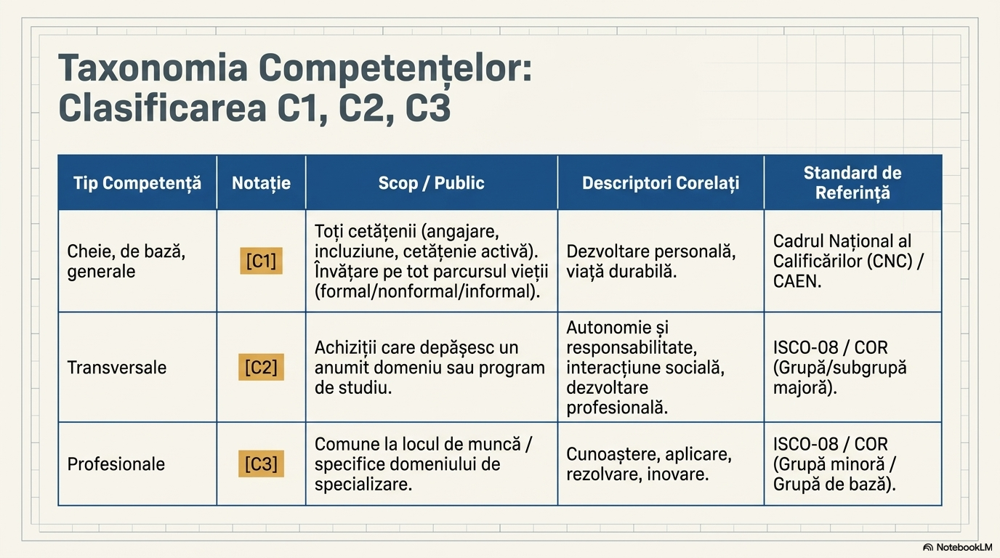 Taxonomia Competențelor:
Clasificarea C1, C2, C3
Tip Competență
Notație
Scop / Public
Descriptori Corelați
Standard de
Referință
Cheie, de bază,
generale
[C1]
Toți cetățenii (angajare,
incluziune, cetățenie activă).
Învățare pe tot parcursul vieții
(formal/nonformal/informal).
Dezvoltare personală,
viață durabilă.
Cadrul Național al
Calificărilor (CNC) /
CAEN.
Transversale
[C2]
Achiziții care depășesc un
anumit domeniu sau program
de studiu.
Autonomie și
responsabilitate,
interacțiune socială,
dezvoltare
profesională.
ISCO-08 / COR
(Grupă/subgrupă
majoră).
Profesionale
[C3]
Comune la locul de muncă /
specifice domeniului de
specializare.
Cunoaștere, aplicare,
rezolvare, inovare.
ISCO-08 / COR
(Grupă minoră /
Grupă de bază).
NotebookLM